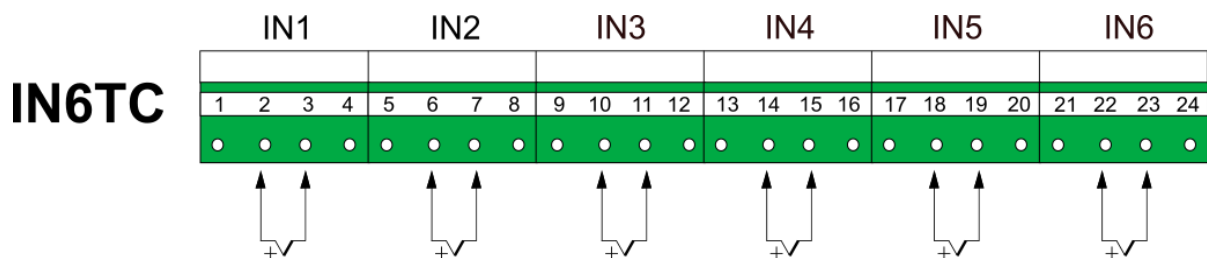 IN1 IN2 IN3 IN4 IN5 IN6
IN6TC
1 2 3 4 5 6 7 8 9 10 11 12 13 14 15 16 17 18 19 20 21 22 23 24
+ + + + + +